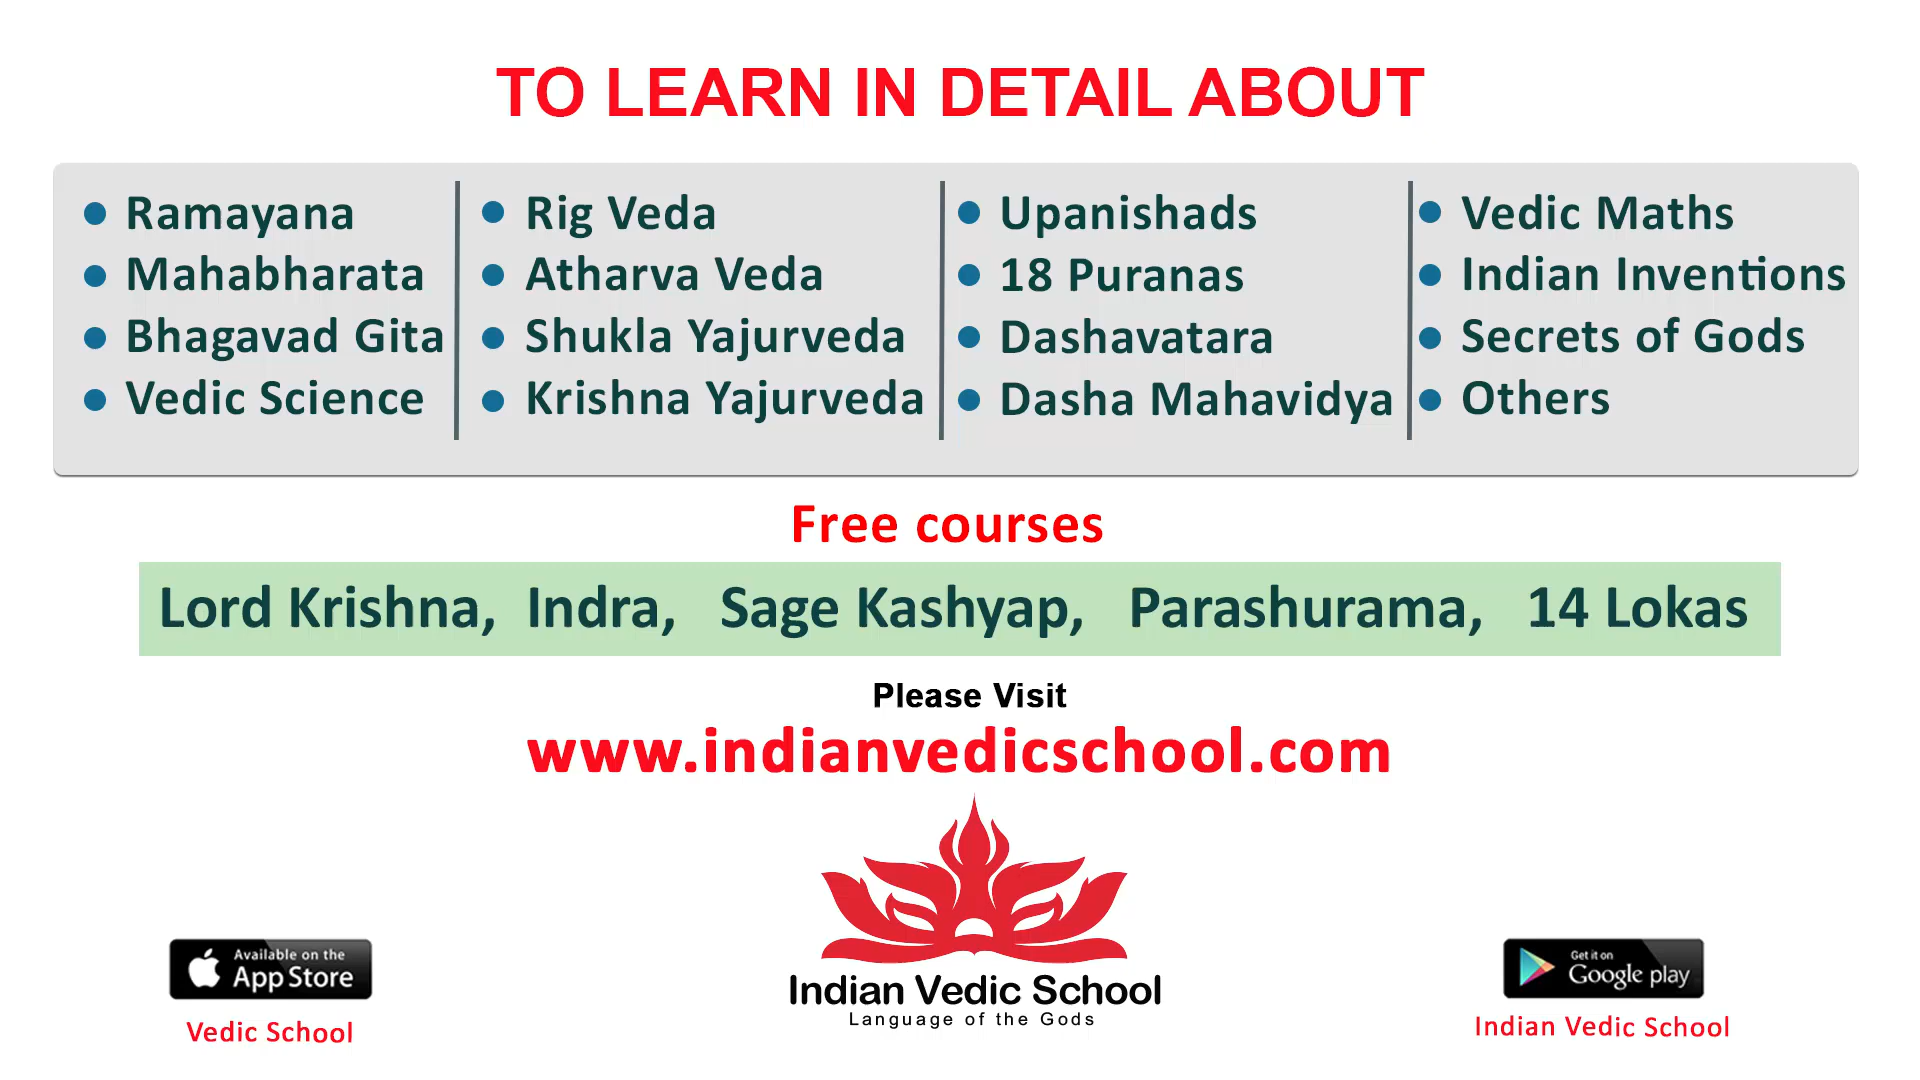 TO LEARN IN DETAIL ABOUT
Ramayana
Mahabharata
Bhagavad Gita
Vedic Science
Rig Veda
Atharva Veda
Shukla Yajurveda
Krishna Yajurveda
Upanishads
18 Puranas
Dashavatara
Dasha Mahavidya
Vedic Maths
Indian Inventions
Secrets of Gods
Others
Free courses
Lord Krishna, Indra, Sage Kashyap, Parashurama, 14 Lokas
Please Visit
www.indianvedicschool.com
Indian Vedic School
Language of the Gods
Available on the
App Store
Vedic School
Get it on
Google play
Indian Vedic School